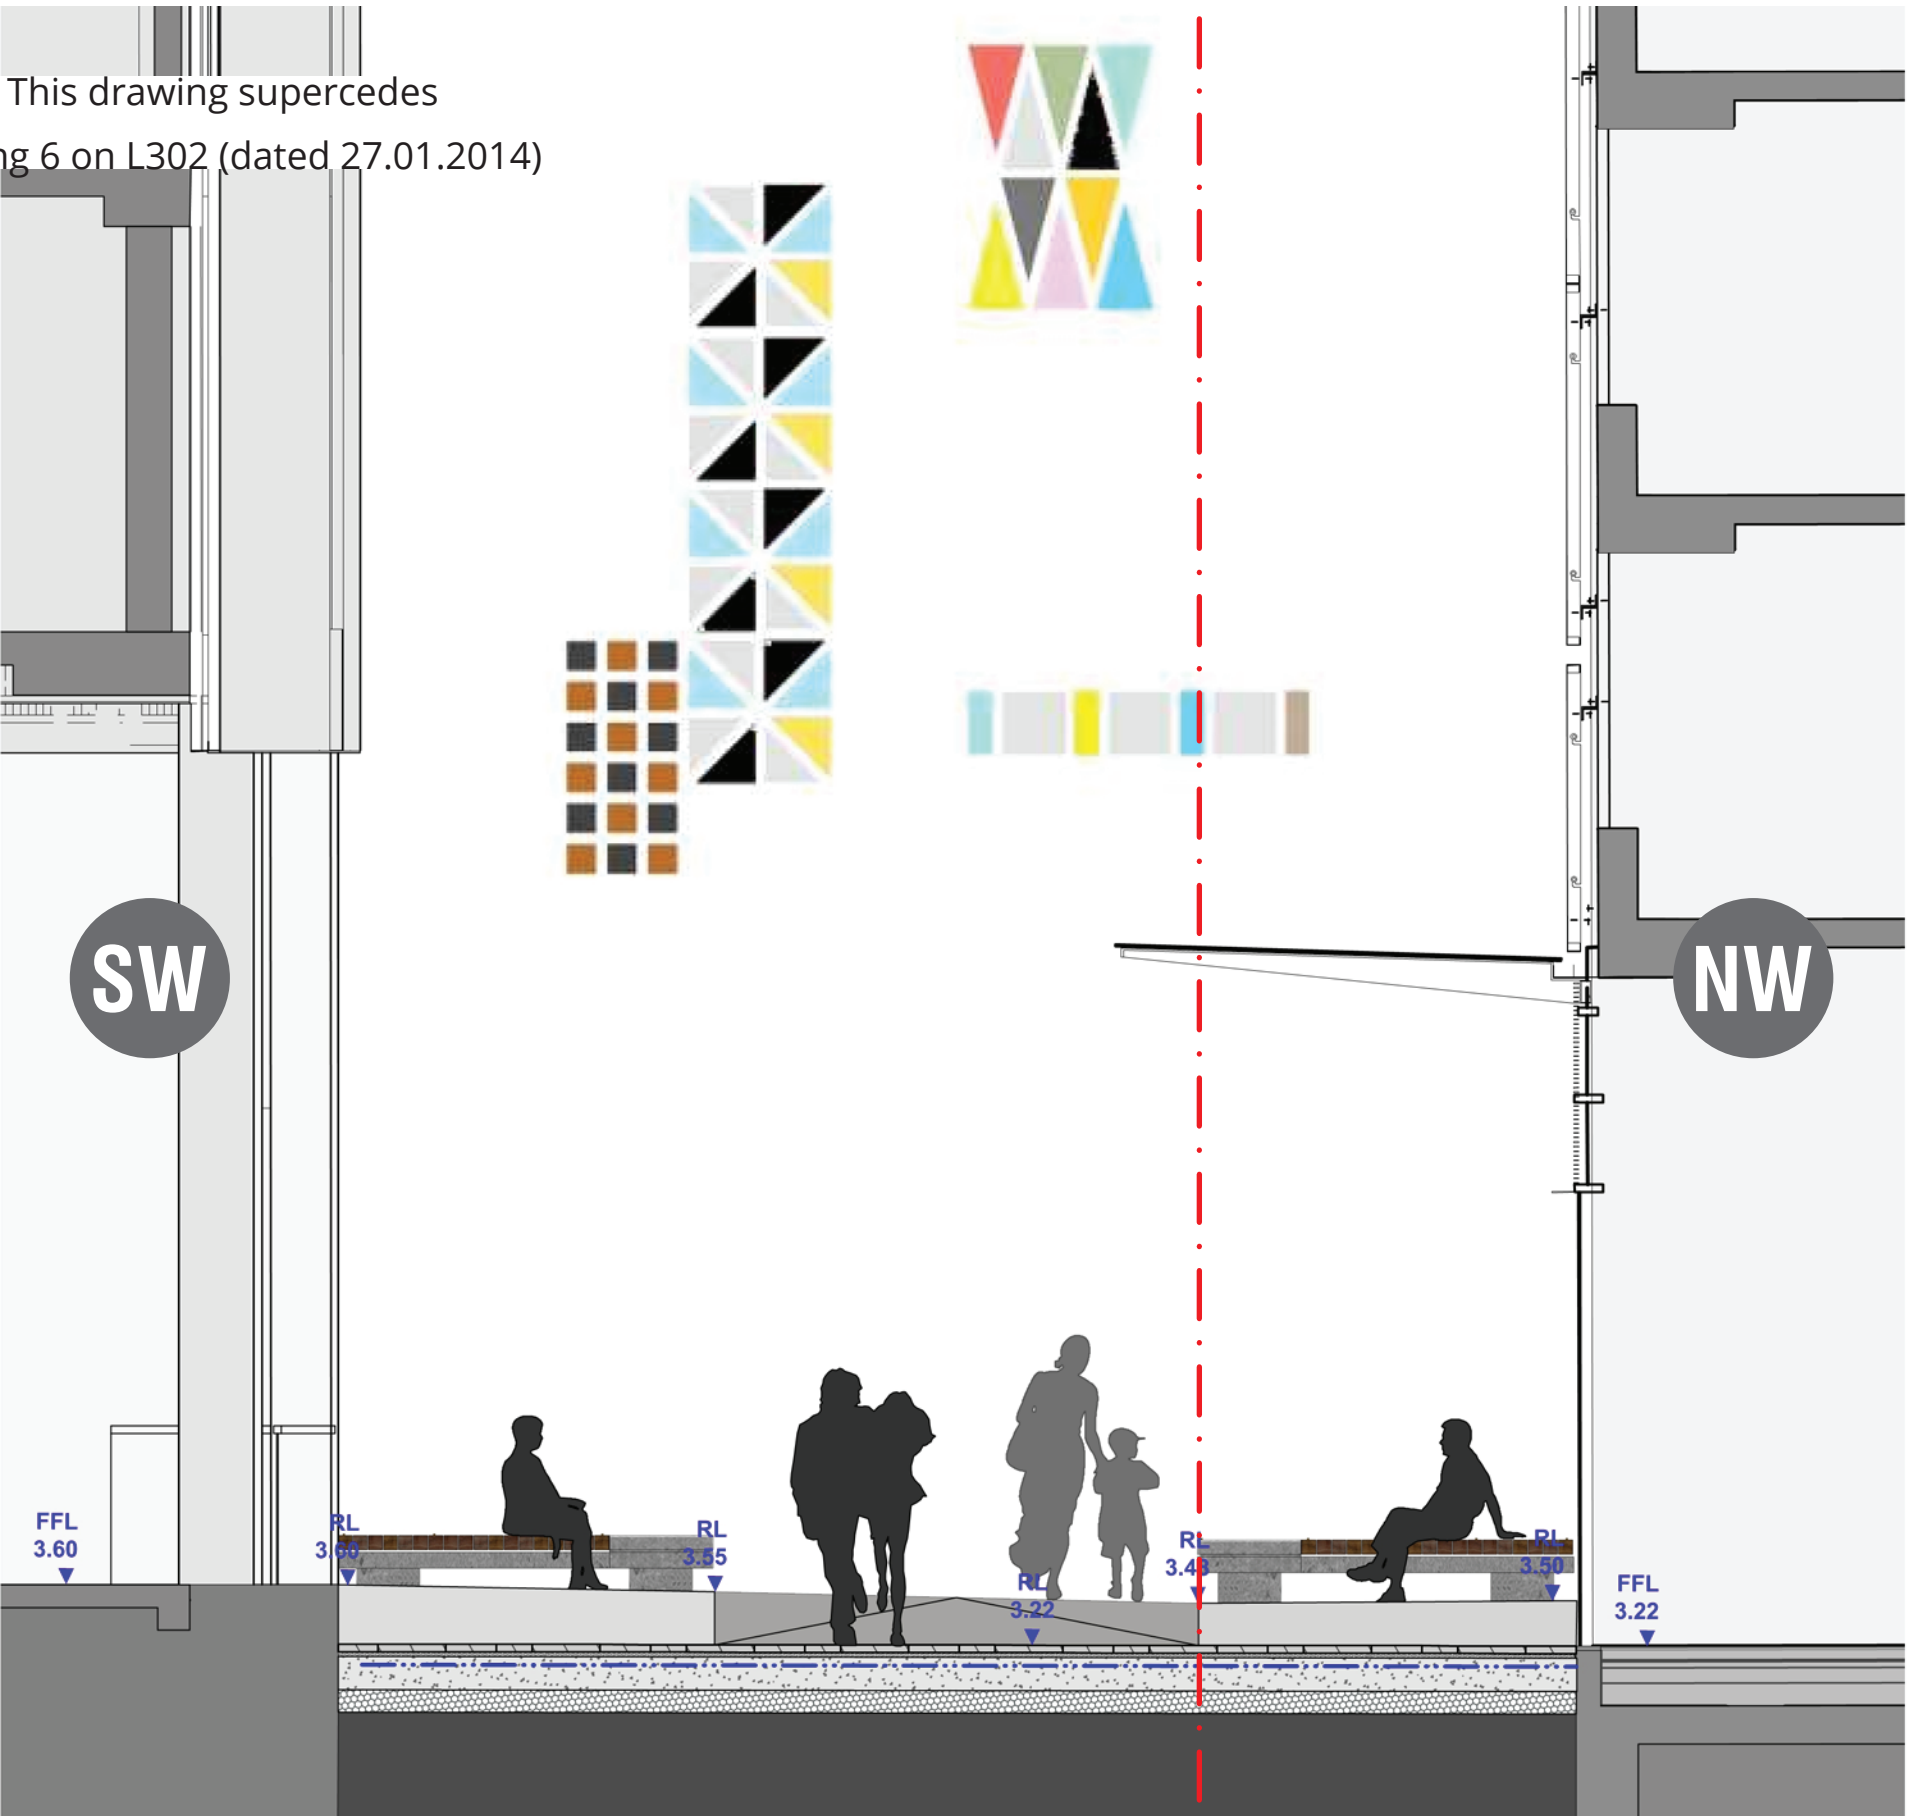 This drawing supercedes
ng 6 on L302 (dated 27.01.2014)
SW
NW
FFL
3.60
RL
3.60
RL
3.55
RL
3.22
RL
3.43
RL
3.50
FFL
3.22